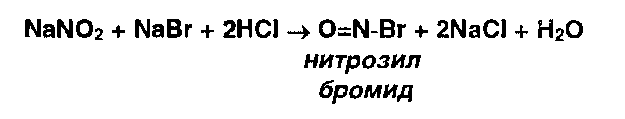 NaNO₂ + NaBr + 2HCl → O=N-Br + 2NaCl + H₂O
нитрозил
бромид